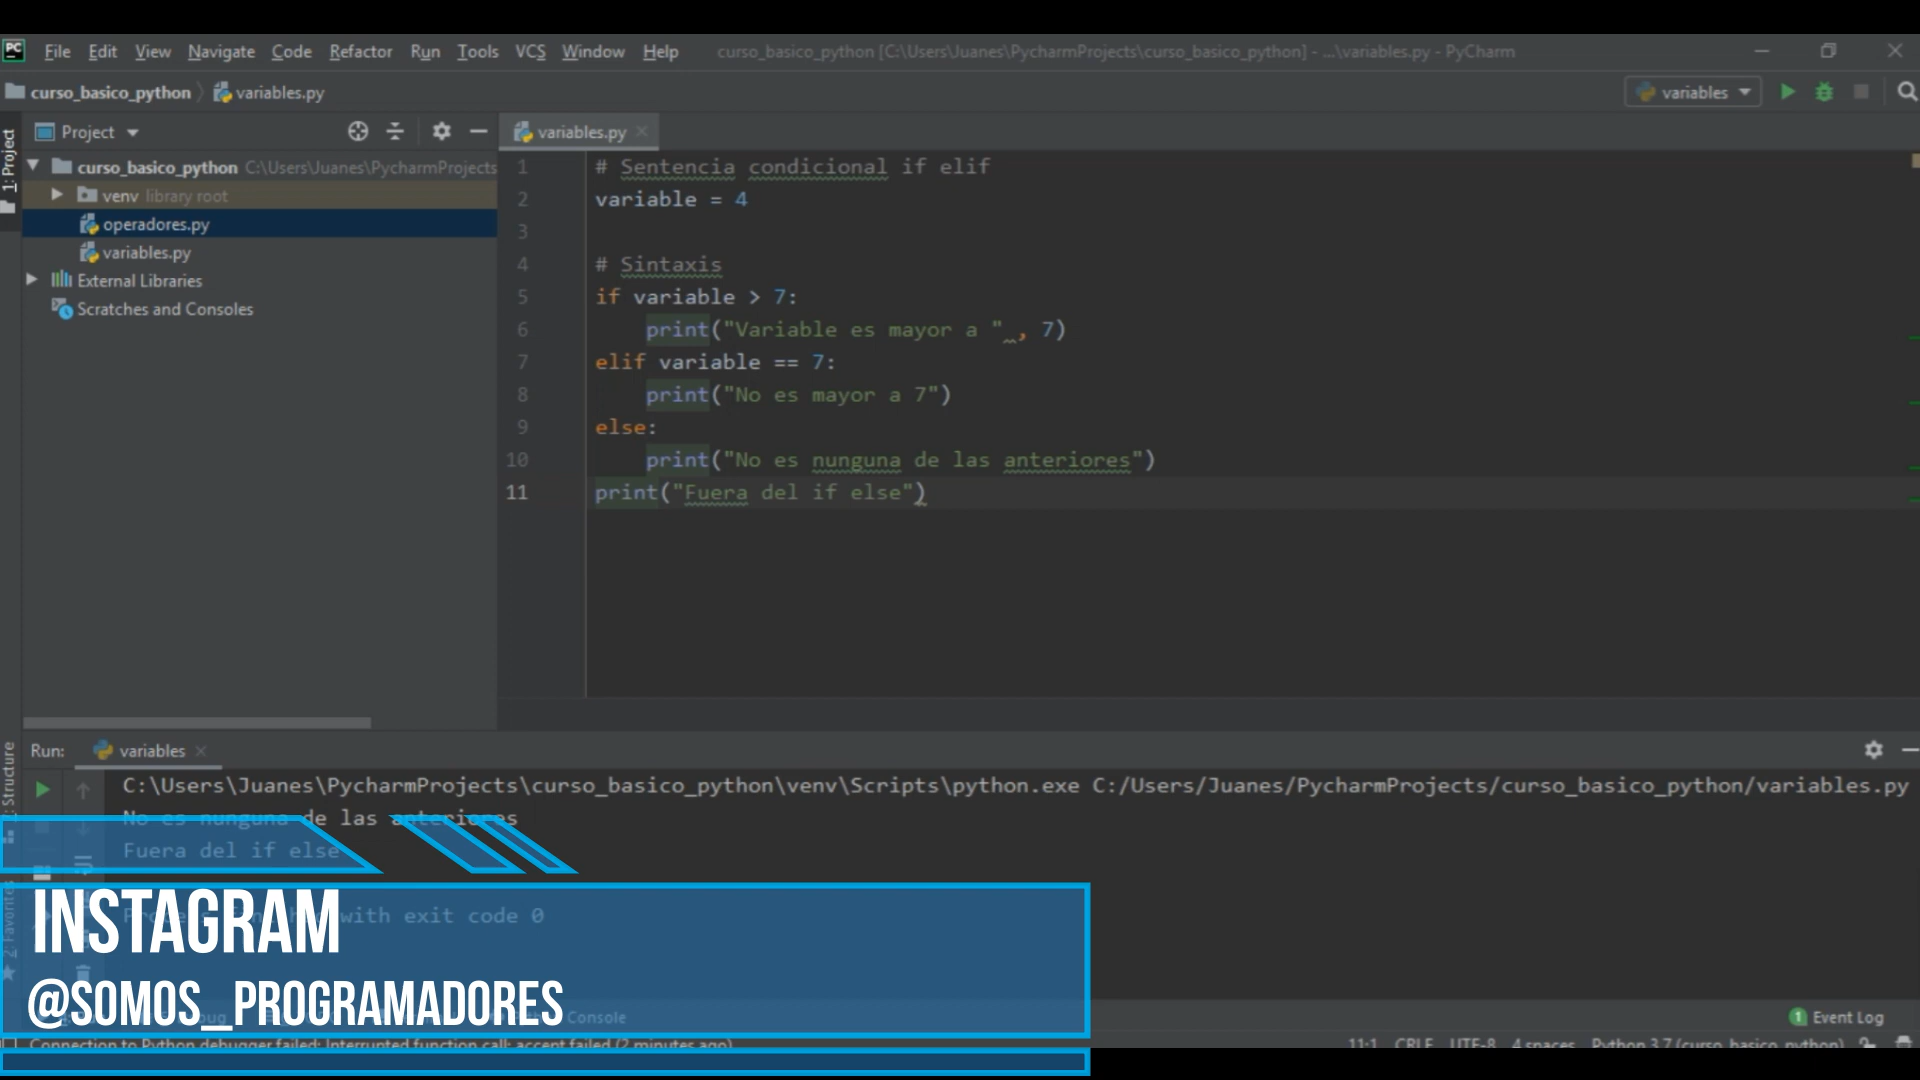 PC File Edit View Navigate Code Refactor Run Tools VCS Window Help curso_basico_python [C:\Users\Juanes\PycharmProjects\curso_basico_python] - ...\variables.py - PyCharm
curso_basico_python variables.py variables
1: Project
Project
variables.py
curso_basico_python C:\Users\Juanes\PycharmProjects
venv library root
operadores.py
variables.py
External Libraries
Scratches and Consoles
1 # Sentencia condicional if elif
2 variable = 4
3
4 # Sintaxis
5 if variable > 7:
6 print("Variable es mayor a " , 7)
7 elif variable == 7:
8 print("No es mayor a 7")
9 else:
10 print("No es nunguna de las anteriores")
11 print("Fuera del if else")
Run: variables
C:\Users\Juanes\PycharmProjects\curso_basico_python\venv\Scripts\python.exe C:/Users/Juanes/PycharmProjects/curso_basico_python/variables.py
No es nunguna de las anteriores
Fuera del if else
with exit code 0
Structure
2: Favorites
INSTAGRAM
@SOMOS_PROGRAMADORES
Console
1 Event Log
Connection to Python debugger failed: Interrupted function call: accept failed (2 minutes ago)
11:1 CRLF UTF-8 4 spaces Python 3.7 (curso_basico_python)